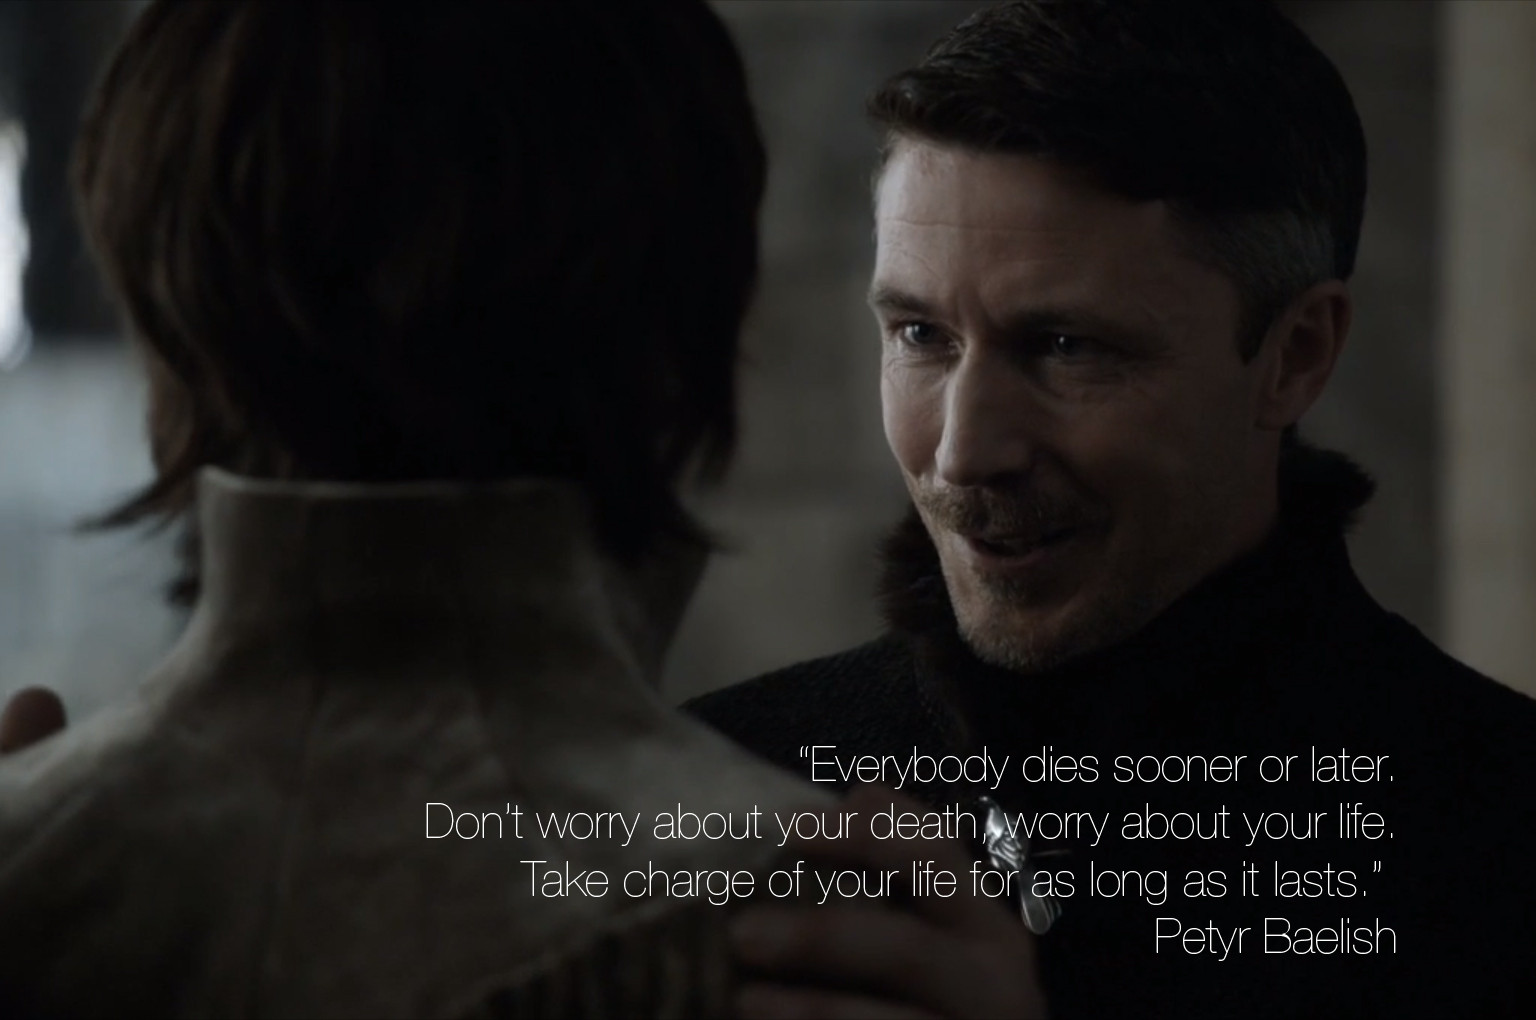 “Everybody dies sooner or later.
Don’t worry about your death, worry about your life.
Take charge of your life for as long as it lasts.”
Petyr Baelish